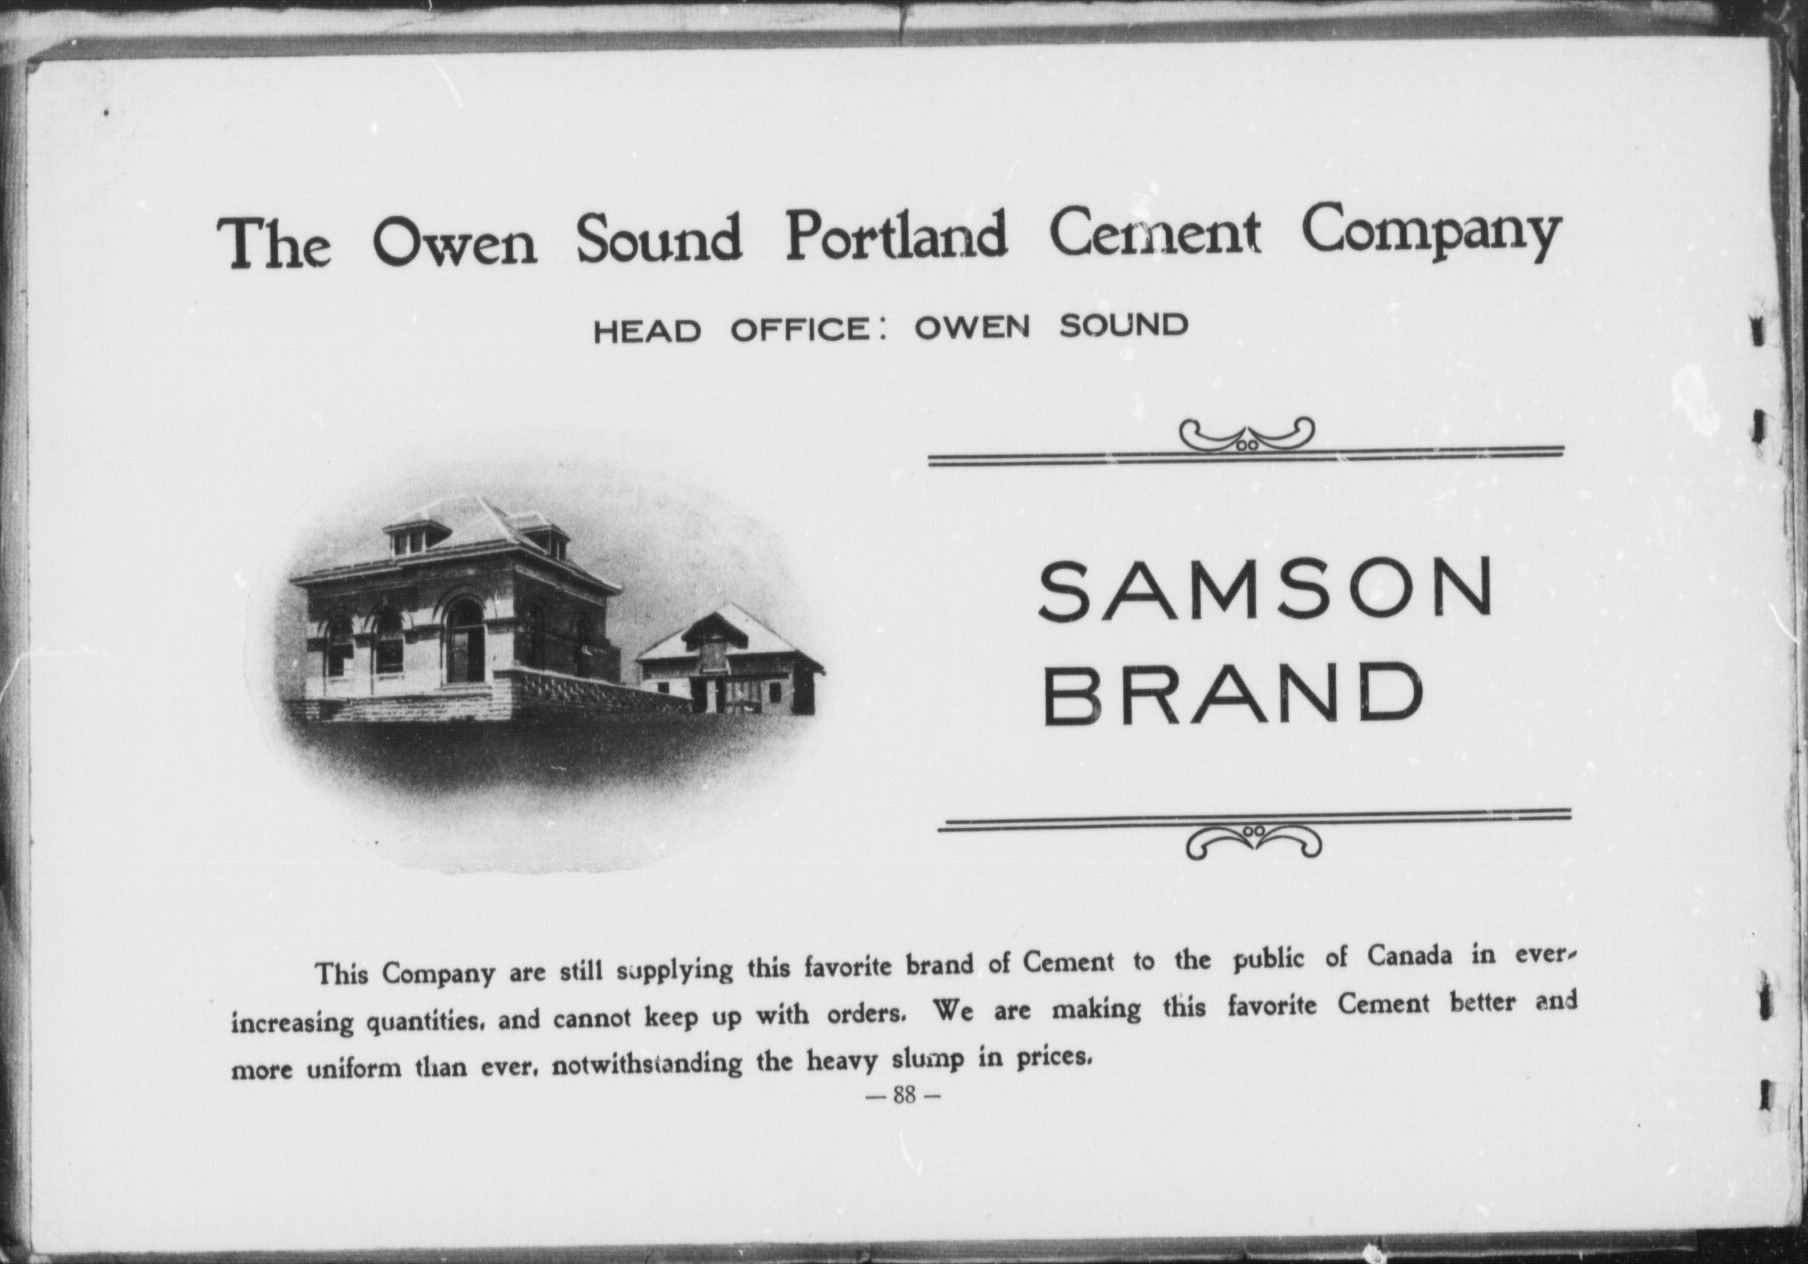 The Owen Sound Portland Cement Company
HEAD OFFICE: OWEN SOUND
SAMSON
BRAND
This Company are still supplying this favorite brand of Cement to the public of Canada in ever-
increasing quantities, and cannot keep up with orders. We are making this favorite Cement better and
more uniform than ever, notwithstanding the heavy slump in prices.
— 88 —